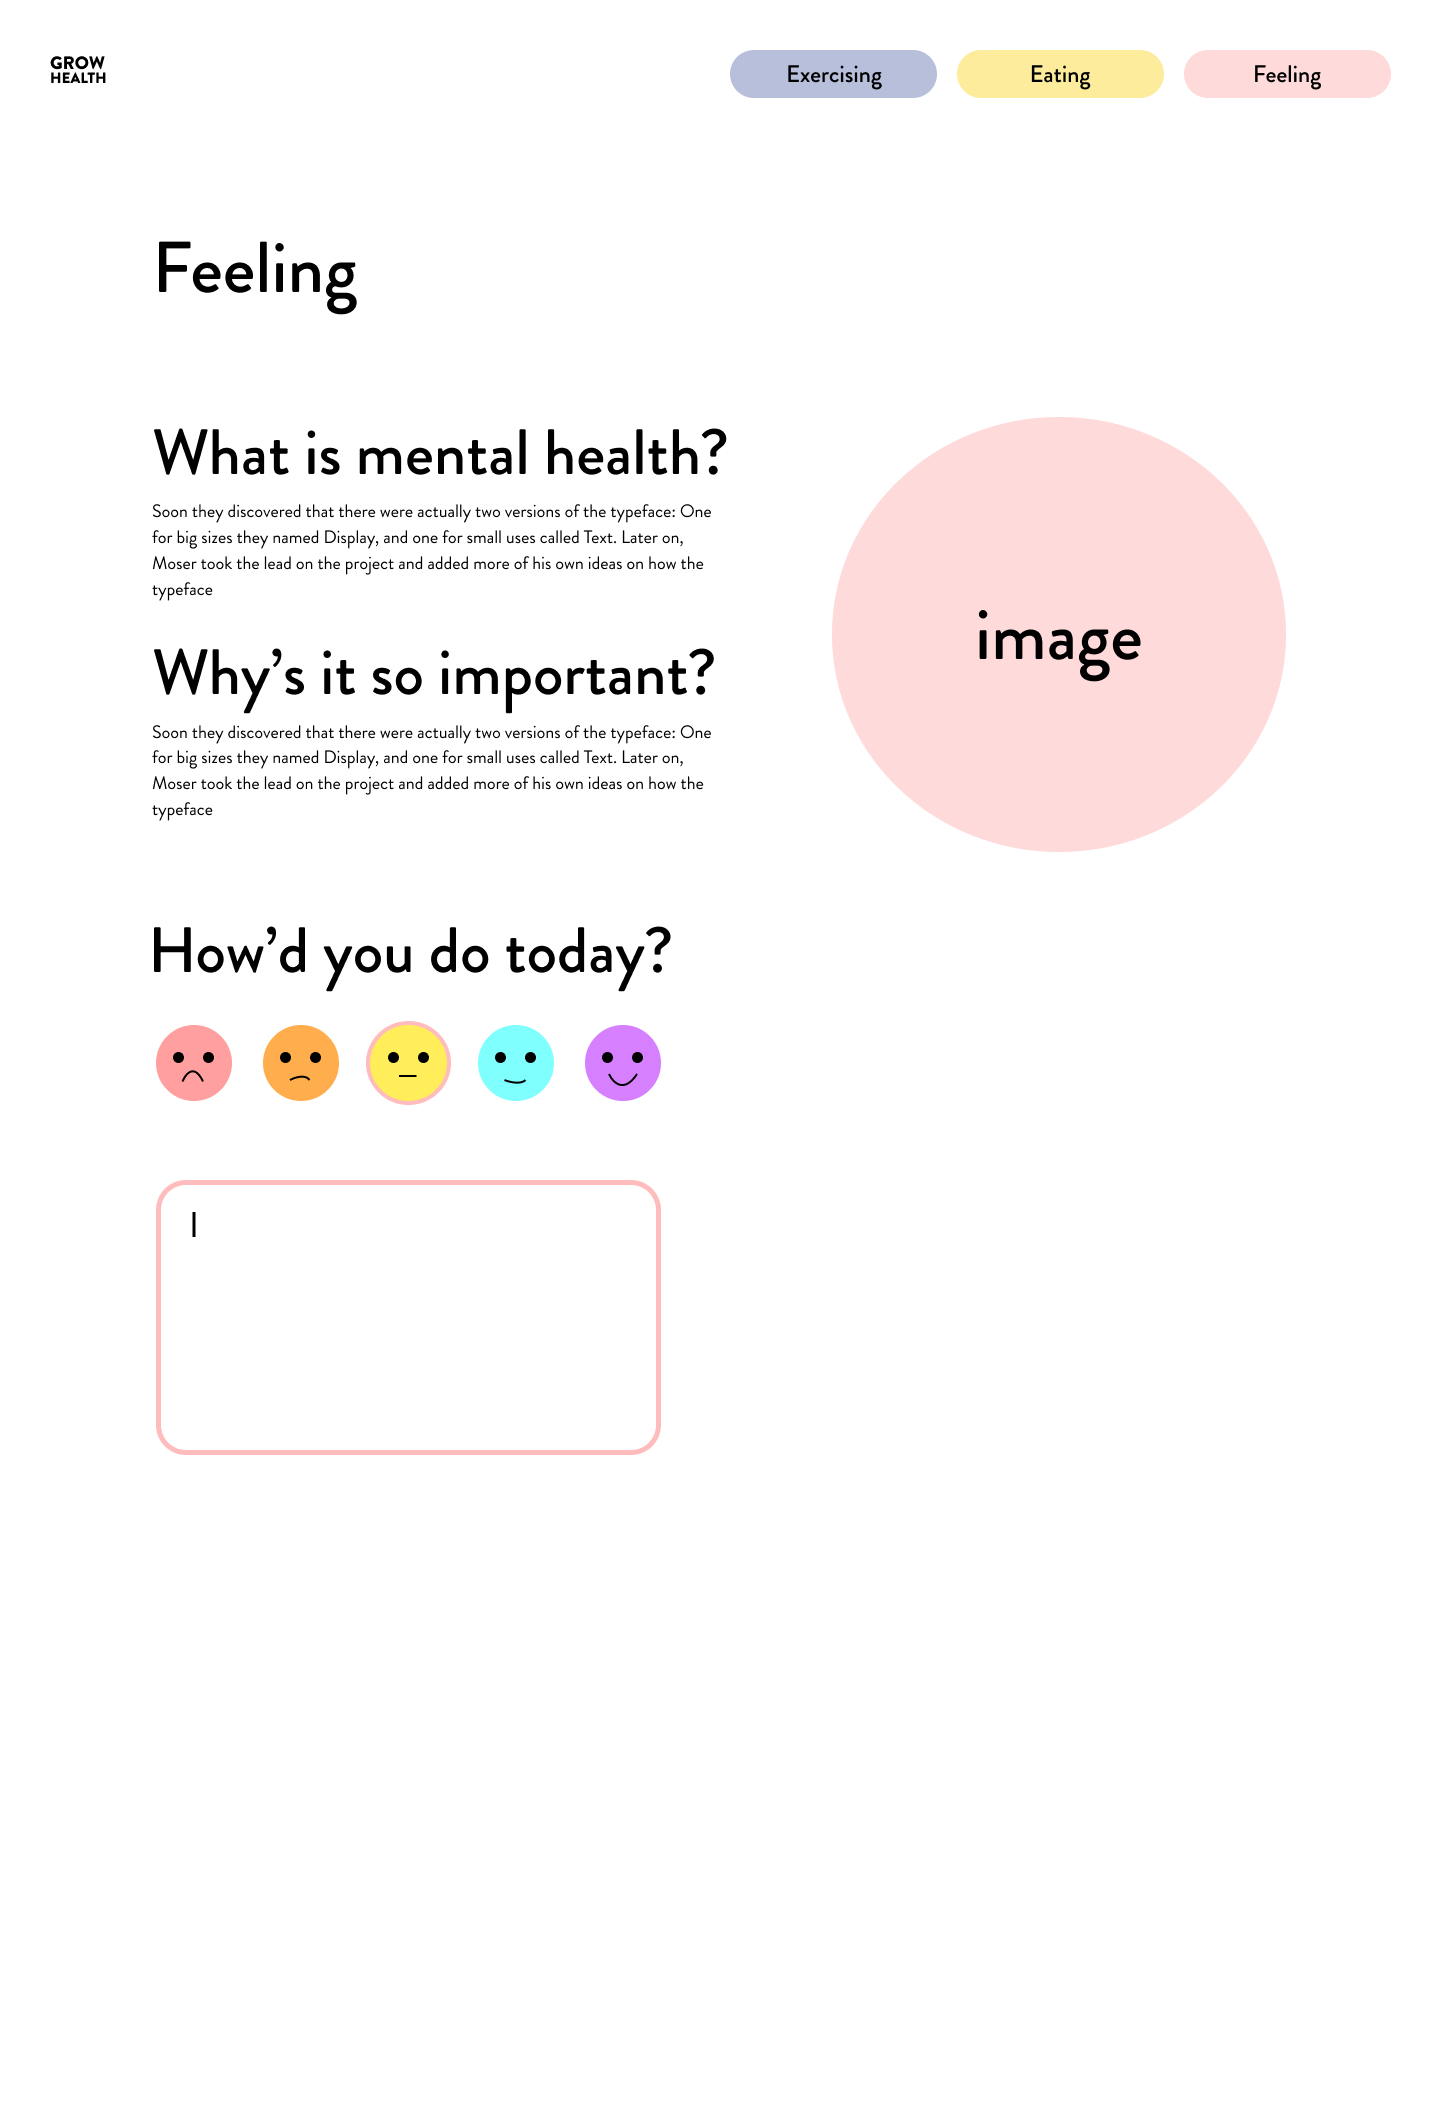 GROW
HEALTH
Exercising
Eating
Feeling
Feeling
What is mental health?
Soon they discovered that there were actually two versions of the typeface: One
for big sizes they named Display, and one for small uses called Text. Later on,
Moser took the lead on the project and added more of his own ideas on how the
typeface
Why’s it so important?
Soon they discovered that there were actually two versions of the typeface: One
for big sizes they named Display, and one for small uses called Text. Later on,
Moser took the lead on the project and added more of his own ideas on how the
typeface
image
How’d you do today?